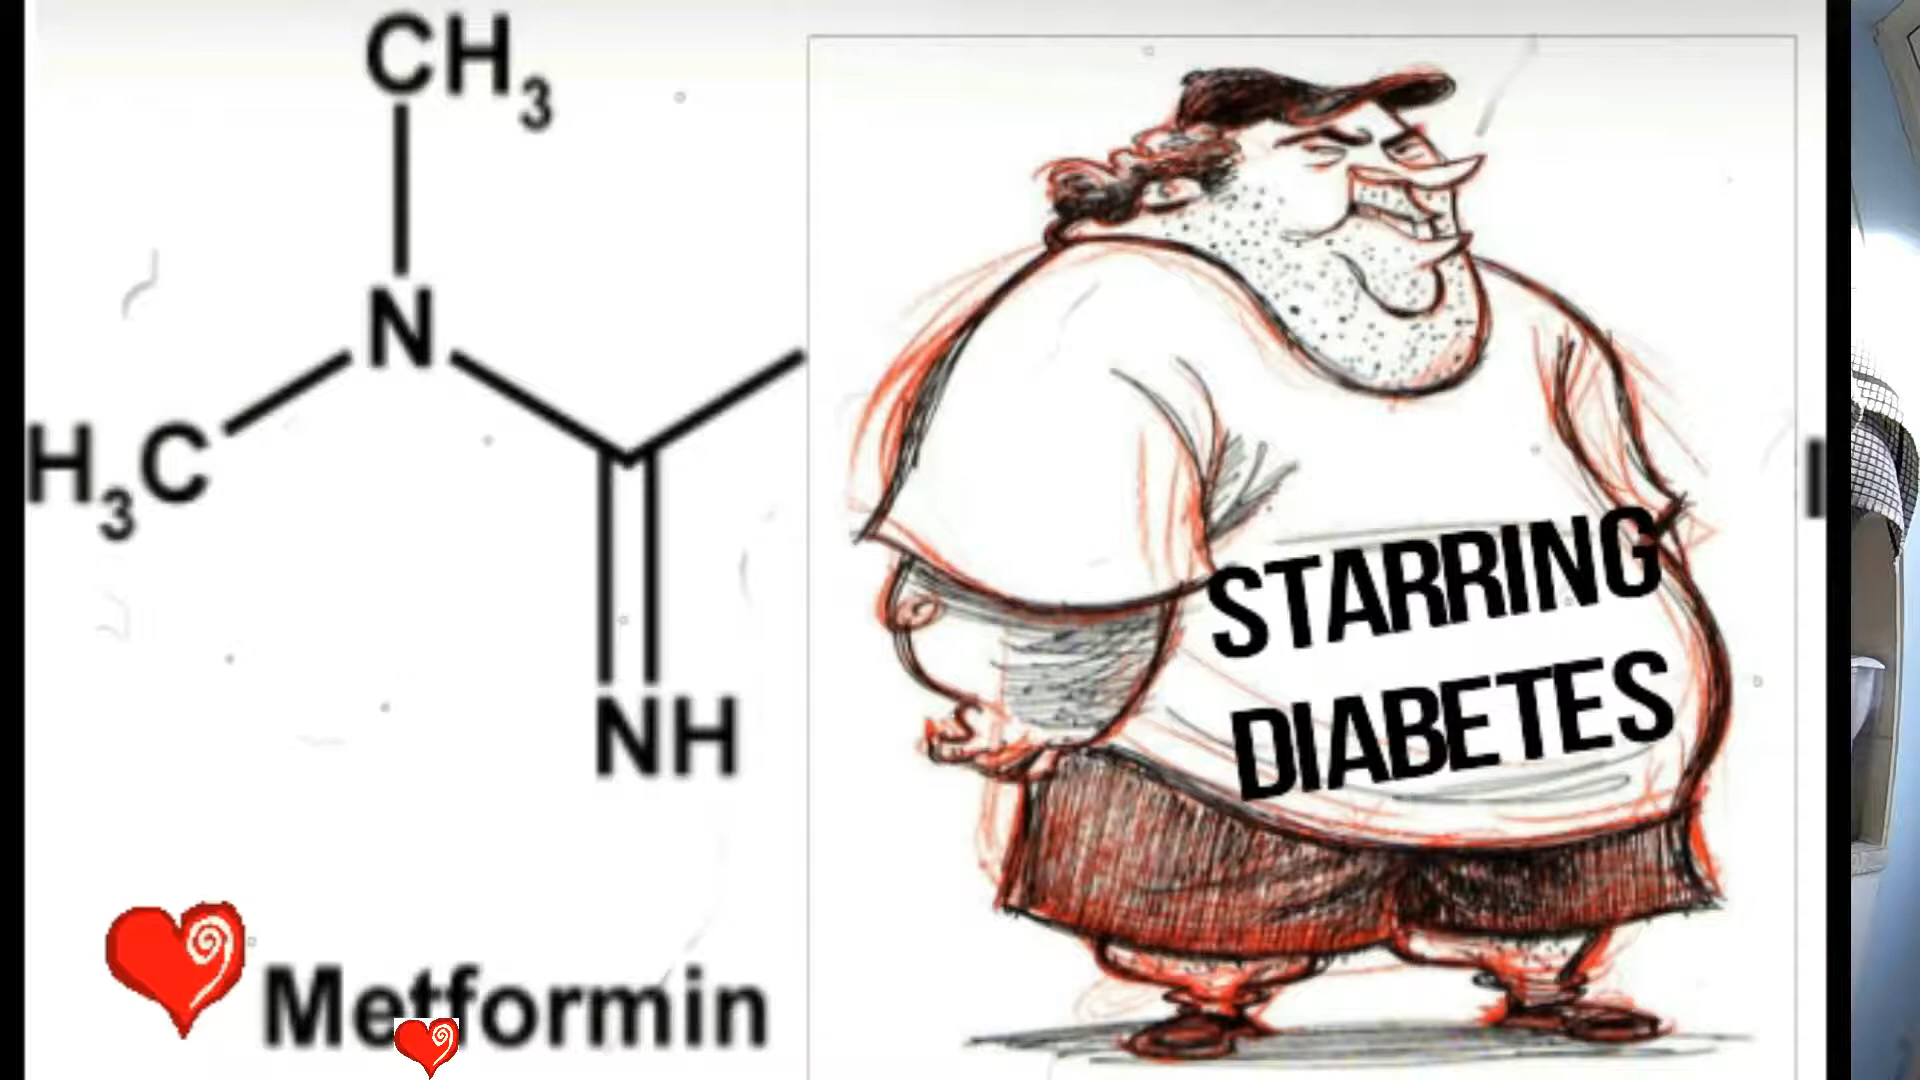 CH3
N
H3C
NH
Metformin
STARRING
DIABETES